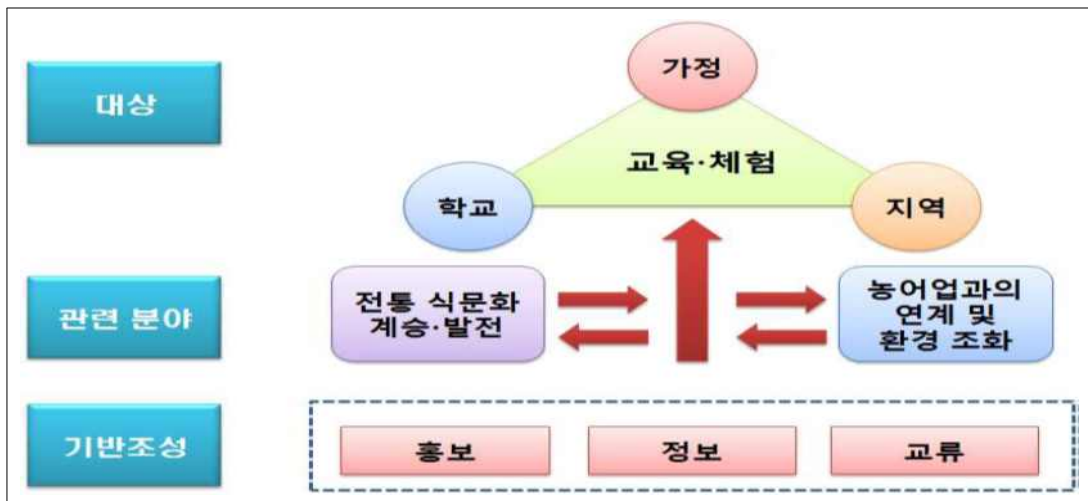 대상
가정
교육·체험
학교
지역
관련 분야
전통 식문화
계승·발전
농어업과의
연계 및
환경 조화
기반조성
홍보
정보
교류